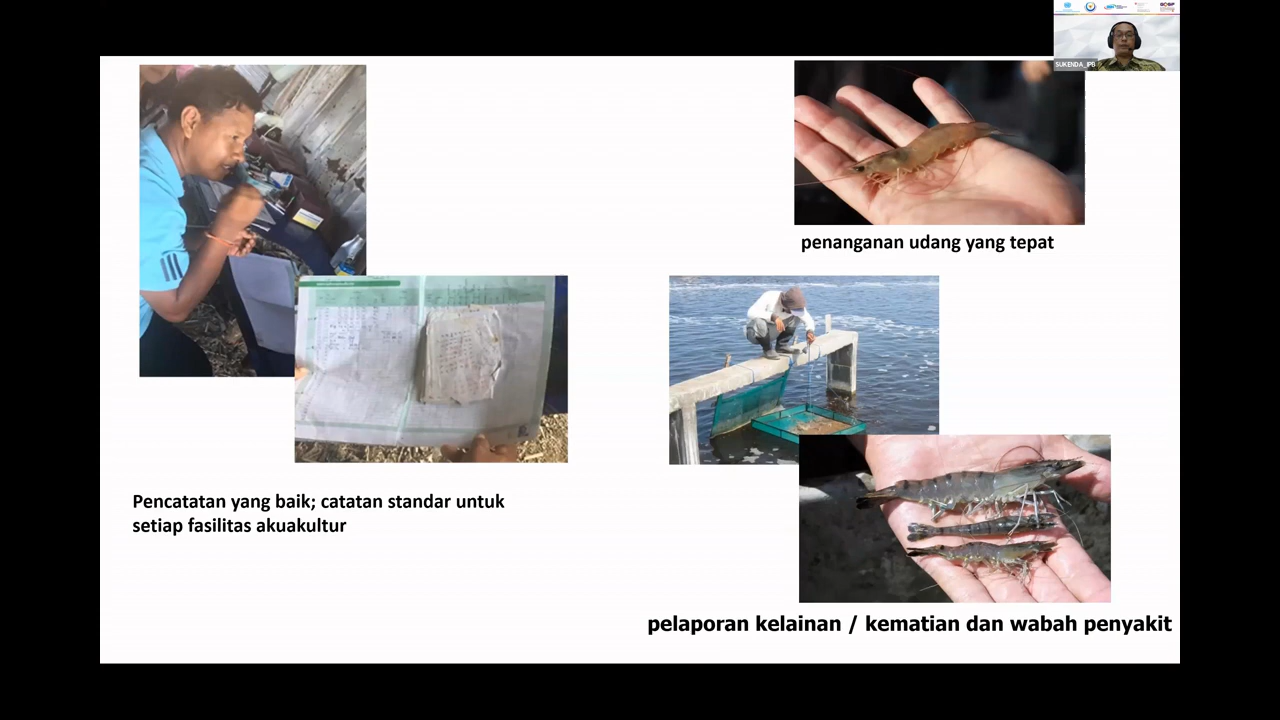 SUKENDA_IPB
penanganan udang yang tepat
Pencatatan yang baik; catatan standar untuk
setiap fasilitas akuakultur
pelaporan kelainan / kematian dan wabah penyakit